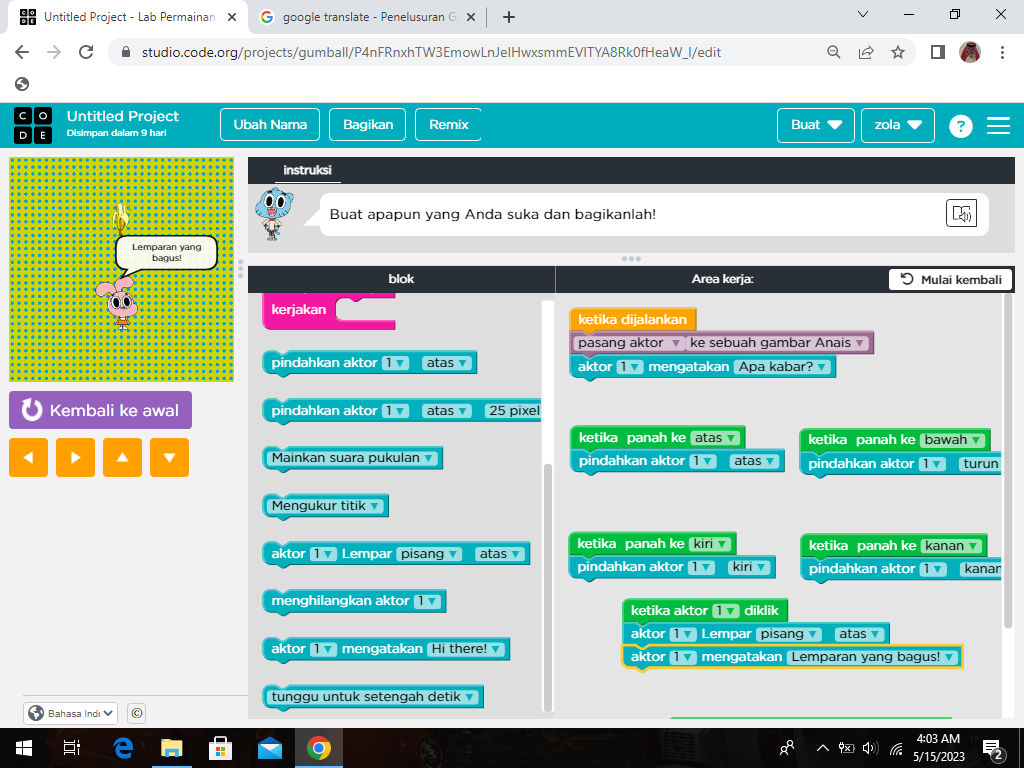 Untitled Project - Lab Permainan
google translate - Penelusuran G
studio.code.org/projects/gumball/P4nFRnxhTW3EmowLnJelHwxsmmEVITYA8Rk0fHeaW_I/edit
C O
D E
Untitled Project
Disimpan dalam 9 hari
Ubah Nama
Bagikan
Remix
Buat
zola
?
Lemparan yang
bagus!
Kembali ke awal
instruksi
Buat apapun yang Anda suka dan bagikanlah!
blok
Area kerja:
Mulai kembali
kerjakan
pindahkan aktor 1 atas
pindahkan aktor 1 atas 25 pixel
Mainkan suara pukulan
Mengukur titik
aktor 1 Lempar pisang atas
menghilangkan aktor 1
aktor 1 mengatakan Hi there!
tunggu untuk setengah detik
ketika dijalankan
pasang aktor ke sebuah gambar Anais
aktor 1 mengatakan Apa kabar?
ketika panah ke atas
pindahkan aktor 1 atas
ketika panah ke bawah
pindahkan aktor 1 turun
ketika panah ke kiri
pindahkan aktor 1 kiri
ketika panah ke kanan
pindahkan aktor 1 kanan
ketika aktor 1 diklik
aktor 1 Lempar pisang atas
aktor 1 mengatakan Lemparan yang bagus!
Bahasa Ind
©
4:03 AM
5/15/2023
2